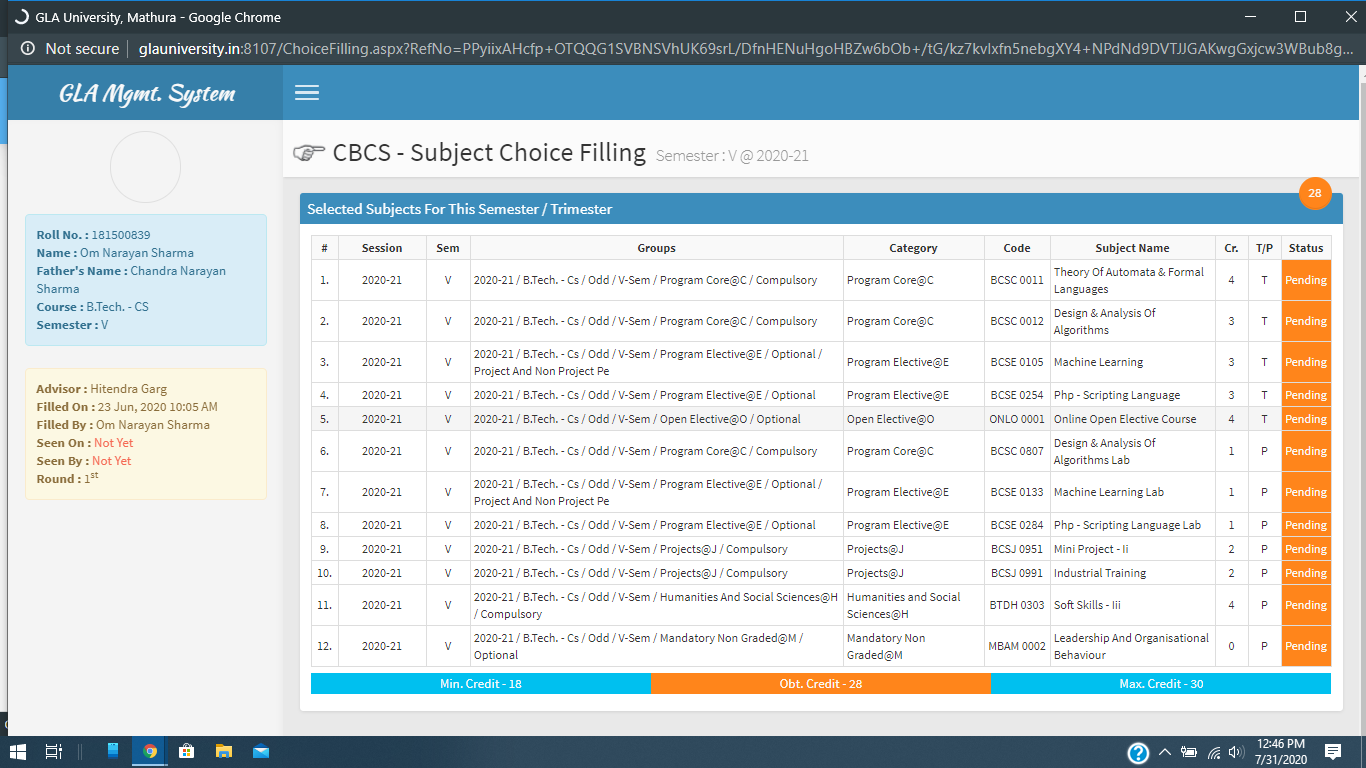 GLA University, Mathura - Google Chrome
Not secure glauniversity.in:8107/ChoiceFilling.aspx?RefNo=PPyiixAHcfp+OTQQG1SVBNSVhUK69srL/DfnHENuHgoHBZw6bOb+/tG/kz7kvlxfn5nebgXY4+NPdNd9DVTJJGAKwgGxjcw3WBub8g...
GLA Mgmt. System
CBCS - Subject Choice Filling Semester : V @ 2020-21
Roll No. : 181500839
Name : Om Narayan Sharma
Father's Name : Chandra Narayan
Sharma
Course : B.Tech. - CS
Semester : V
Advisor : Hitendra Garg
Filled On : 23 Jun, 2020 10:05 AM
Filled By : Om Narayan Sharma
Seen On : Not Yet
Seen By : Not Yet
Round : 1st
28
Selected Subjects For This Semester / Trimester
# Session Sem Groups Category Code Subject Name Cr. T/P Status
1. 2020-21 V 2020-21 / B.Tech. - Cs / Odd / V-Sem / Program Core@C / Compulsory Program Core@C BCSC 0011 Theory Of Automata & Formal 4 T Pending
Languages
2. 2020-21 V 2020-21 / B.Tech. - Cs / Odd / V-Sem / Program Core@C / Compulsory Program Core@C BCSC 0012 Design & Analysis Of 3 T Pending
Algorithms
3. 2020-21 V 2020-21 / B.Tech. - Cs / Odd / V-Sem / Program Elective@E / Optional / Program Elective@E BCSE 0105 Machine Learning 3 T Pending
Project And Non Project Pe
4. 2020-21 V 2020-21 / B.Tech. - Cs / Odd / V-Sem / Program Elective@E / Optional Program Elective@E BCSE 0254 Php - Scripting Language 3 T Pending
5. 2020-21 V 2020-21 / B.Tech. - Cs / Odd / V-Sem / Open Elective@O / Optional Open Elective@O ONLO 0001 Online Open Elective Course 4 T Pending
6. 2020-21 V 2020-21 / B.Tech. - Cs / Odd / V-Sem / Program Core@C / Compulsory Program Core@C BCSC 0807 Design & Analysis Of 1 P Pending
Algorithms Lab
7. 2020-21 V 2020-21 / B.Tech. - Cs / Odd / V-Sem / Program Elective@E / Optional / Program Elective@E BCSE 0133 Machine Learning Lab 1 P Pending
Project And Non Project Pe
8. 2020-21 V 2020-21 / B.Tech. - Cs / Odd / V-Sem / Program Elective@E / Optional Program Elective@E BCSE 0284 Php - Scripting Language Lab 1 P Pending
9. 2020-21 V 2020-21 / B.Tech. - Cs / Odd / V-Sem / Projects@J / Compulsory Projects@J BCSJ 0951 Mini Project - Ii 2 P Pending
10. 2020-21 V 2020-21 / B.Tech. - Cs / Odd / V-Sem / Projects@J / Compulsory Projects@J BCSJ 0991 Industrial Training 2 P Pending
11. 2020-21 V 2020-21 / B.Tech. - Cs / Odd / V-Sem / Humanities And Social Sciences@H Humanities and Social BTDH 0303 Soft Skills - Iii 4 P Pending
/ Compulsory Sciences@H
12. 2020-21 V 2020-21 / B.Tech. - Cs / Odd / V-Sem / Mandatory Non Graded@M / Mandatory Non MBAM 0002 Leadership And Organisational 0 P Pending
Optional Graded@M Behaviour
Min. Credit - 18 Obt. Credit - 28 Max. Credit - 30
12:46 PM
7/31/2020